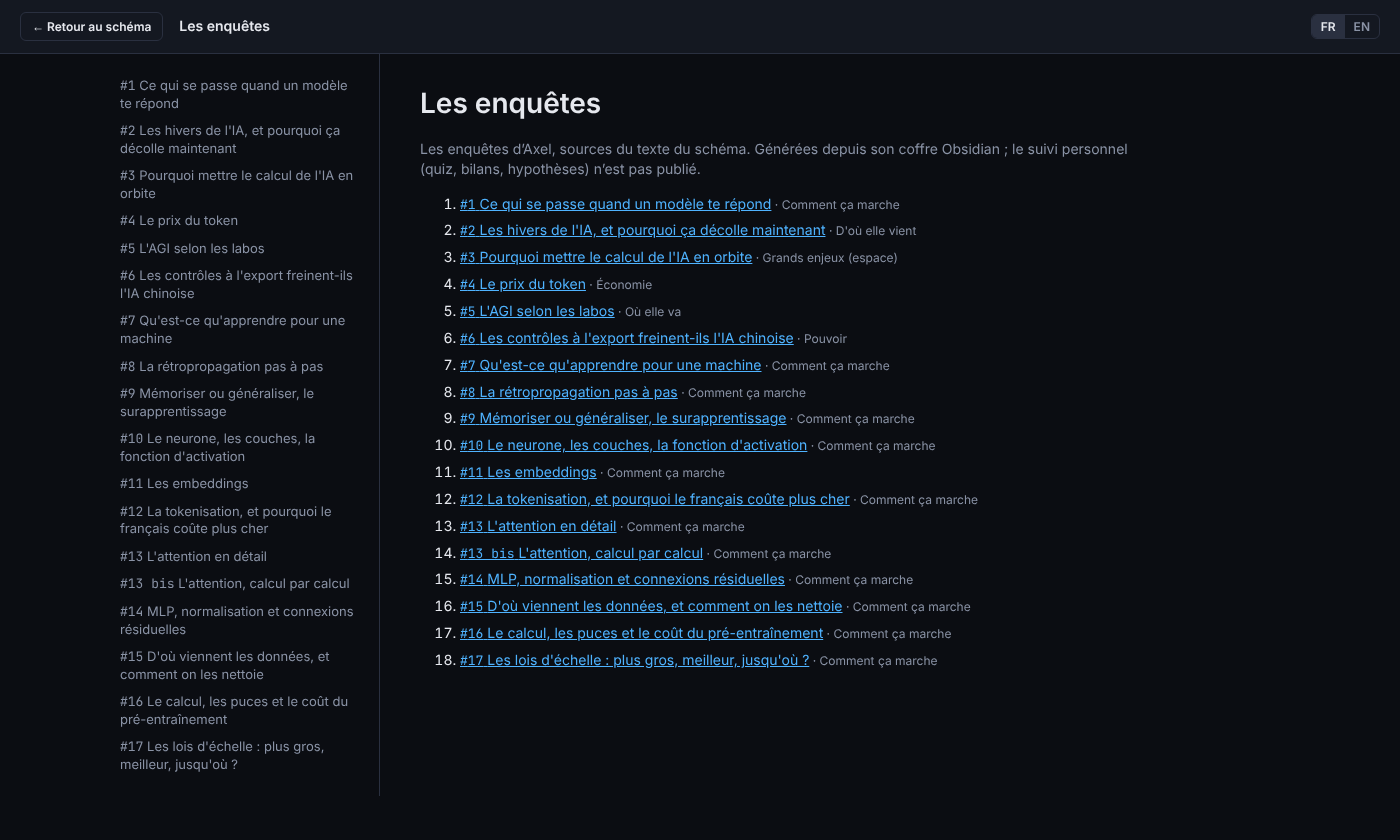 ← Retour au schéma
Les enquêtes
FR
EN
#1 Ce qui se passe quand un modèle
te répond
#2 Les hivers de l'IA, et pourquoi ça
décolle maintenant
#3 Pourquoi mettre le calcul de l'IA en
orbite
#4 Le prix du token
#5 L'AGI selon les labos
#6 Les contrôles à l'export freinent-ils
l'IA chinoise
#7 Qu'est-ce qu'apprendre pour une
machine
#8 La rétropropagation pas à pas
#9 Mémoriser ou généraliser, le
surapprentissage
#10 Le neurone, les couches, la
fonction d'activation
#11 Les embeddings
#12 La tokenisation, et pourquoi le
français coûte plus cher
#13 L'attention en détail
#13 bis L'attention, calcul par calcul
#14 MLP, normalisation et connexions
résiduelles
#15 D'où viennent les données, et
comment on les nettoie
#16 Le calcul, les puces et le coût du
pré-entraînement
#17 Les lois d'échelle : plus gros,
meilleur, jusqu'où ?
Les enquêtes
Les enquêtes d’Axel, sources du texte du schéma. Générées depuis son coffre Obsidian ; le suivi personnel
(quiz, bilans, hypothèses) n’est pas publié.
1. #1 Ce qui se passe quand un modèle te répond · Comment ça marche
2. #2 Les hivers de l'IA, et pourquoi ça décolle maintenant · D'où elle vient
3. #3 Pourquoi mettre le calcul de l'IA en orbite · Grands enjeux (espace)
4. #4 Le prix du token · Économie
5. #5 L'AGI selon les labos · Où elle va
6. #6 Les contrôles à l'export freinent-ils l'IA chinoise · Pouvoir
7. #7 Qu'est-ce qu'apprendre pour une machine · Comment ça marche
8. #8 La rétropropagation pas à pas · Comment ça marche
9. #9 Mémoriser ou généraliser, le surapprentissage · Comment ça marche
10. #10 Le neurone, les couches, la fonction d'activation · Comment ça marche
11. #11 Les embeddings · Comment ça marche
12. #12 La tokenisation, et pourquoi le français coûte plus cher · Comment ça marche
13. #13 L'attention en détail · Comment ça marche
14. #13 bis L'attention, calcul par calcul · Comment ça marche
15. #14 MLP, normalisation et connexions résiduelles · Comment ça marche
16. #15 D'où viennent les données, et comment on les nettoie · Comment ça marche
17. #16 Le calcul, les puces et le coût du pré-entraînement · Comment ça marche
18. #17 Les lois d'échelle : plus gros, meilleur, jusqu'où ? · Comment ça marche